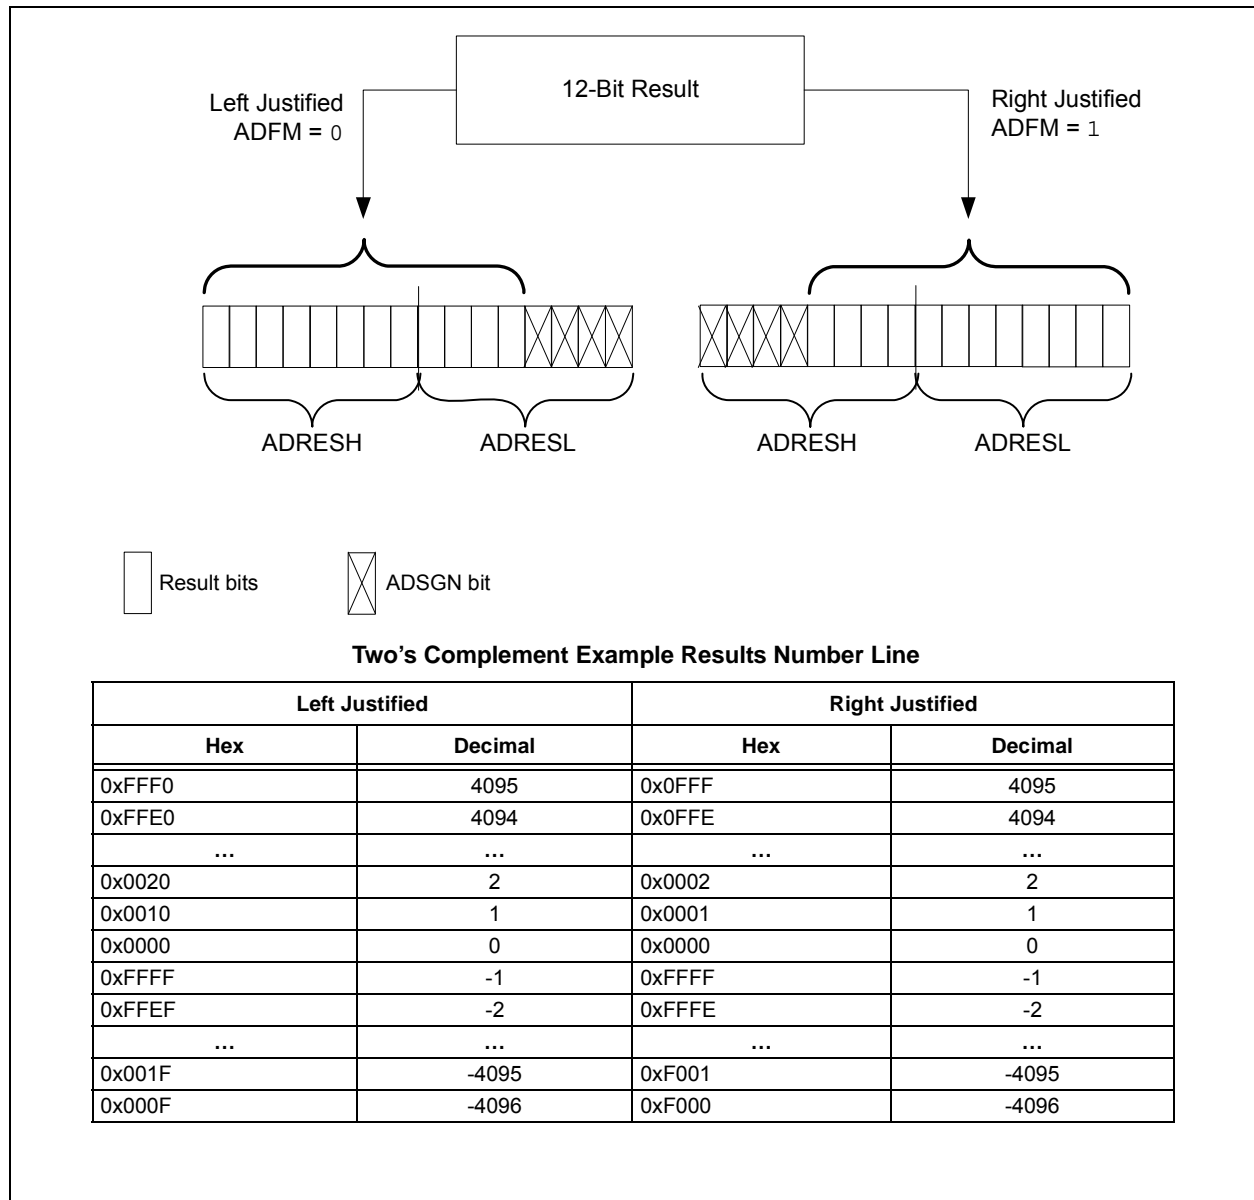 12-Bit Result
Left Justified
ADFM = 0
Right Justified
ADFM = 1
ADRESH ADRESL ADRESH ADRESL
Result bits ADSGN bit
Two's Complement Example Results Number Line
Left Justified Right Justified
Hex Decimal Hex Decimal
0xFFF0 4095 0x0FFF 4095
0xFFE0 4094 0x0FFE 4094
… … … …
0x0020 2 0x0002 2
0x0010 1 0x0001 1
0x0000 0 0x0000 0
0xFFFF -1 0xFFFF -1
0xFFEF -2 0xFFFE -2
… … … …
0x001F -4095 0xF001 -4095
0x000F -4096 0xF000 -4096